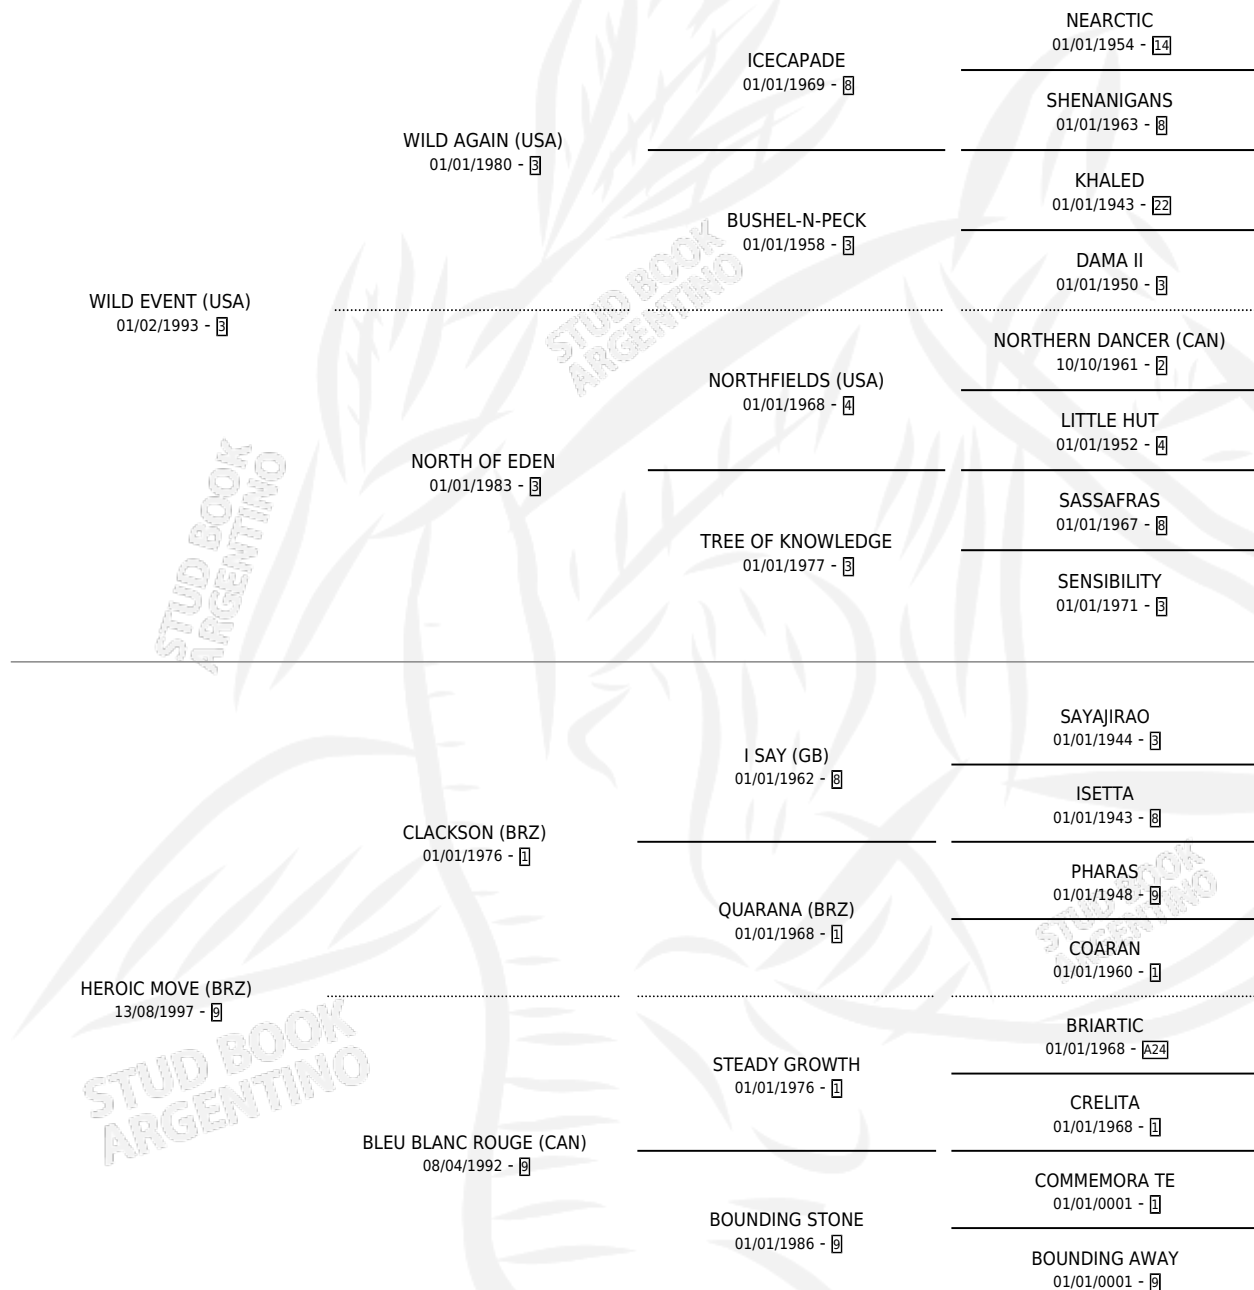 NEARCTIC
01/01/1954 - 14
ICECAPADE
01/01/1969 - 8
SHENANIGANS
01/01/1963 - 8
WILD AGAIN (USA)
01/01/1980 - 3
KHALED
01/01/1943 - 22
BUSHEL-N-PECK
01/01/1958 - 3
DAMA II
01/01/1950 - 3
WILD EVENT (USA)
01/02/1993 - 3
NORTHERN DANCER (CAN)
10/10/1961 - 2
NORTHFIELDS (USA)
01/01/1968 - 4
LITTLE HUT
01/01/1952 - 4
NORTH OF EDEN
01/01/1983 - 3
SASSAFRAS
01/01/1967 - 8
TREE OF KNOWLEDGE
01/01/1977 - 3
SENSIBILITY
01/01/1971 - 3
SAYAJIRAO
01/01/1944 - 3
I SAY (GB)
01/01/1962 - 8
ISETTA
01/01/1943 - 8
CLACKSON (BRZ)
01/01/1976 - 1
PHARAS
01/01/1948 - 9
QUARANA (BRZ)
01/01/1968 - 1
COARAN
01/01/1960 - 1
HEROIC MOVE (BRZ)
13/08/1997 - 9
BRIARTIC
01/01/1968 - A24
STEADY GROWTH
01/01/1976 - 1
CRELITA
01/01/1968 - 1
BLEU BLANC ROUGE (CAN)
08/04/1992 - 9
COMMEMORA TE
01/01/0001 - 1
BOUNDING STONE
01/01/1986 - 9
BOUNDING AWAY
01/01/0001 - 9
STUD BOOK
ARGENTINO
STUD BOOK
ARGENTINO
STUD BOOK
ARGENTINO
STUD BOOK
ARGENTINO